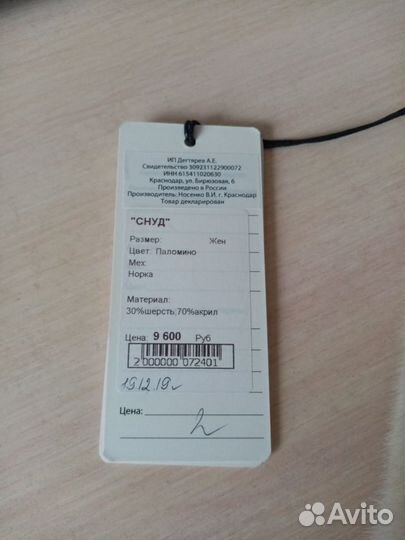 ИП Дегтярев А.Е.
Свидетельство 309231122900072
ИНН 615411020630
Краснодар, ул. Бирюзовая, 6
Произведено в России
Производитель: Носенко В.И. г. Краснодар
Товар декларирован
"СНУД"
Размер: Жен
Цвет: Паломино
Мех:
Норка
Материал:
30%шерсть,70%акрил
Цена: 9 600 Руб
2 000000 072401
19.12.19г
Цена:
Avito